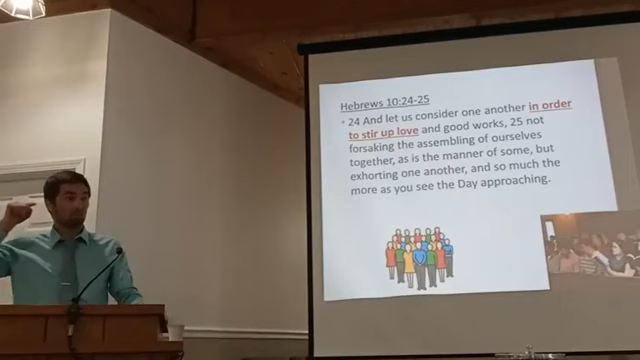 Hebrews 10:24-25
• 24 And let us consider one another in order
to stir up love and good works, 25 not
forsaking the assembling of ourselves
together, as is the manner of some, but
exhorting one another, and so much the
more as you see the Day approaching.